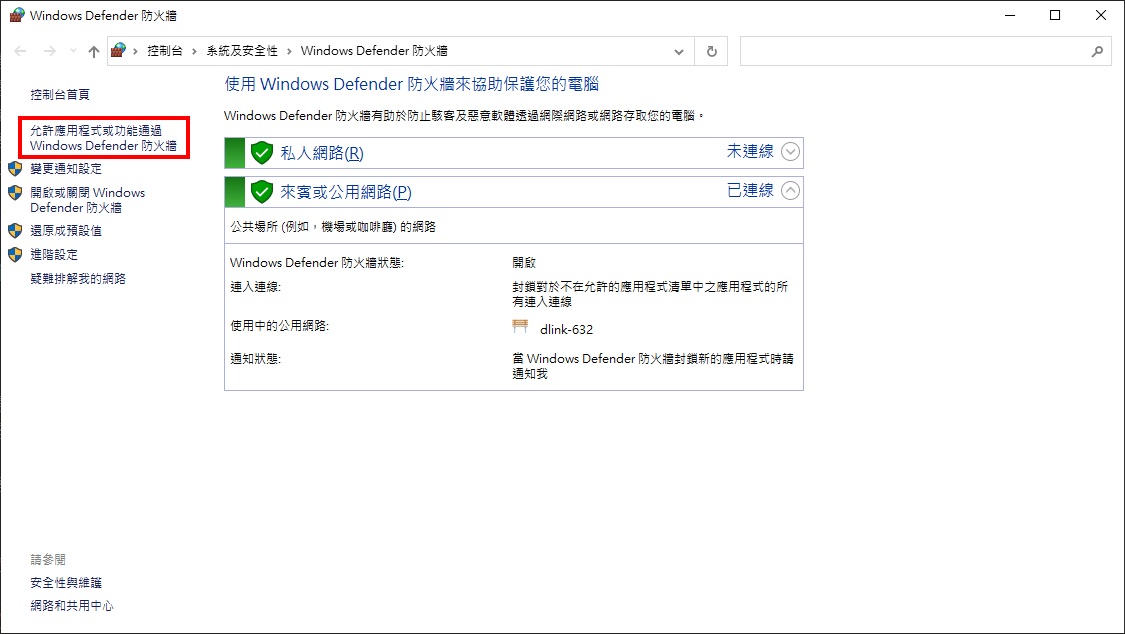 Windows Defender 防火牆
控制台 › 系統及安全性 › Windows Defender 防火牆
控制台首頁
允許應用程式或功能通過
Windows Defender 防火牆
變更通知設定
開啟或關閉 Windows
Defender 防火牆
還原成預設值
進階設定
疑難排解我的網路
使用 Windows Defender 防火牆來協助保護您的電腦
Windows Defender 防火牆有助於防止駭客及惡意軟體透過網際網路或網路存取您的電腦。
私人網路(R) 未連線
來賓或公用網路(P) 已連線
公共場所 (例如，機場或咖啡廳) 的網路
Windows Defender 防火牆狀態: 開啟
連入連線: 封鎖對於不在允許的應用程式清單中之應用程式的所
有連入連線
使用中的公用網路: dlink-632
通知狀態: 當 Windows Defender 防火牆封鎖新的應用程式時請
通知我
請參閱
安全性與維護
網路和共用中心